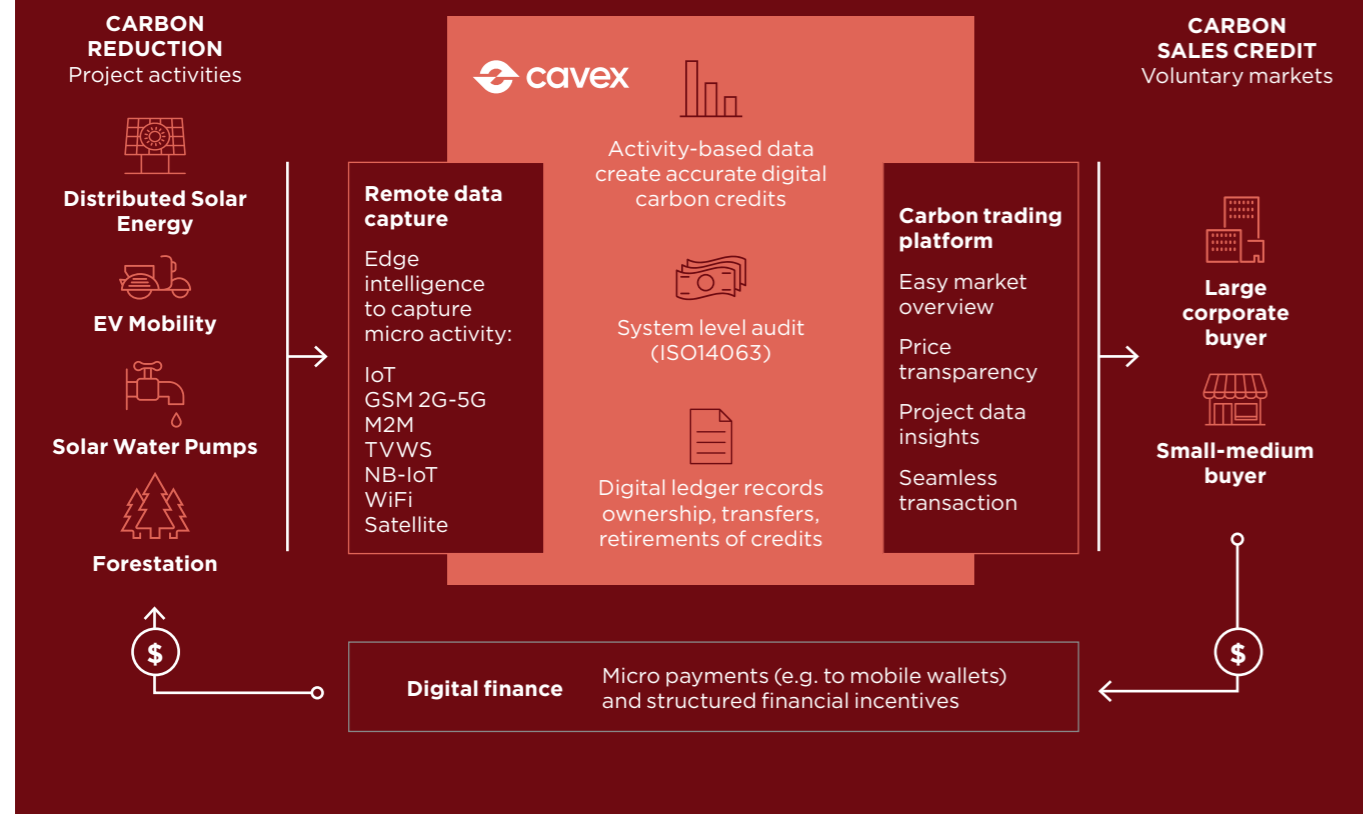 CARBON
REDUCTION
Project activities
Distributed Solar
Energy
EV Mobility
Solar Water Pumps
Forestation
$
Remote data
capture
Edge
intelligence
to capture
micro activity:
IoT
GSM 2G-5G
M2M
TVWS
NB-IoT
WiFi
Satellite
cavex
Activity-based data
create accurate digital
carbon credits
System level audit
(ISO14063)
Digital ledger records
ownership, transfers,
retirements of credits
Carbon trading
platform
Easy market
overview
Price
transparency
Project data
insights
Seamless
transaction
CARBON
SALES CREDIT
Voluntary markets
Large
corporate
buyer
Small-medium
buyer
$
Digital finance
Micro payments (e.g. to mobile wallets)
and structured financial incentives